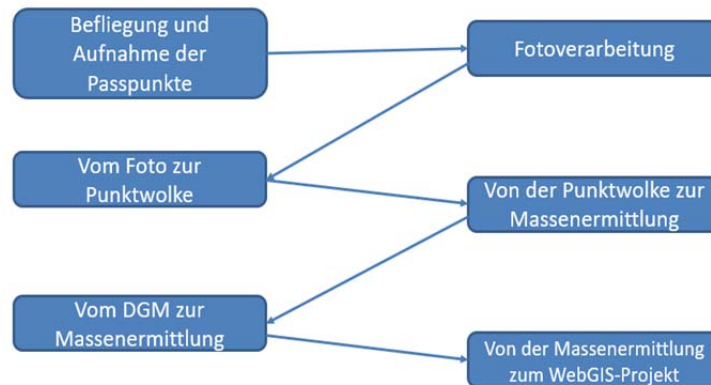 Befliegung und
Aufnahme der
Passpunkte
Fotoverarbeitung
Vom Foto zur
Punktwolke
Von der Punktwolke zur
Massenermittlung
Vom DGM zur
Massenermittlung
Von der Massenermittlung
zum WebGIS-Projekt